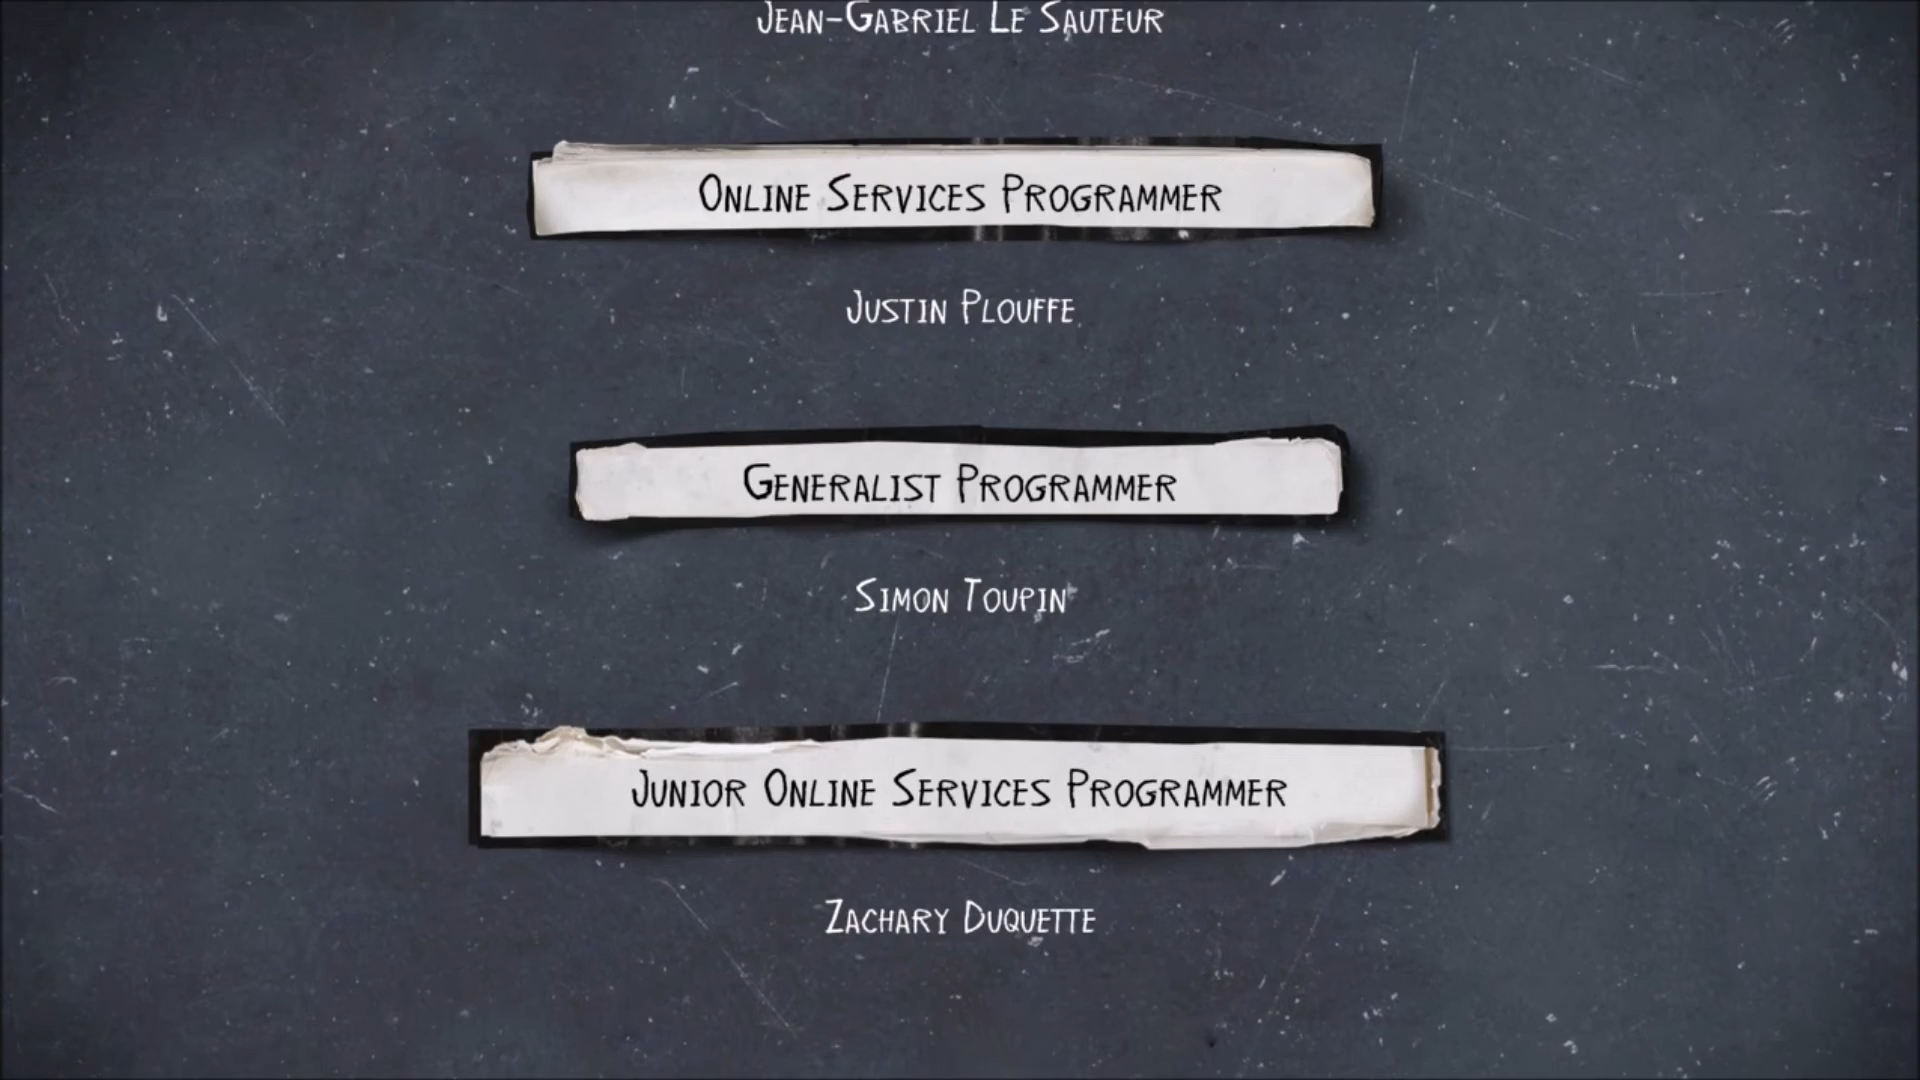 Jean-Gabriel Le Sauteur
Online Services Programmer
Justin Plouffe
Generalist Programmer
Simon Toupin
Junior Online Services Programmer
Zachary Duquette